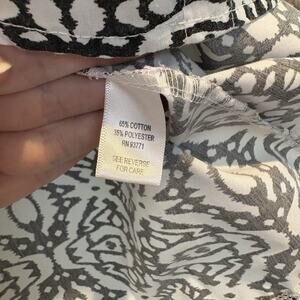 65% COTTON
35% POLYESTER
RN 93771
SEE REVERSE
FOR CARE